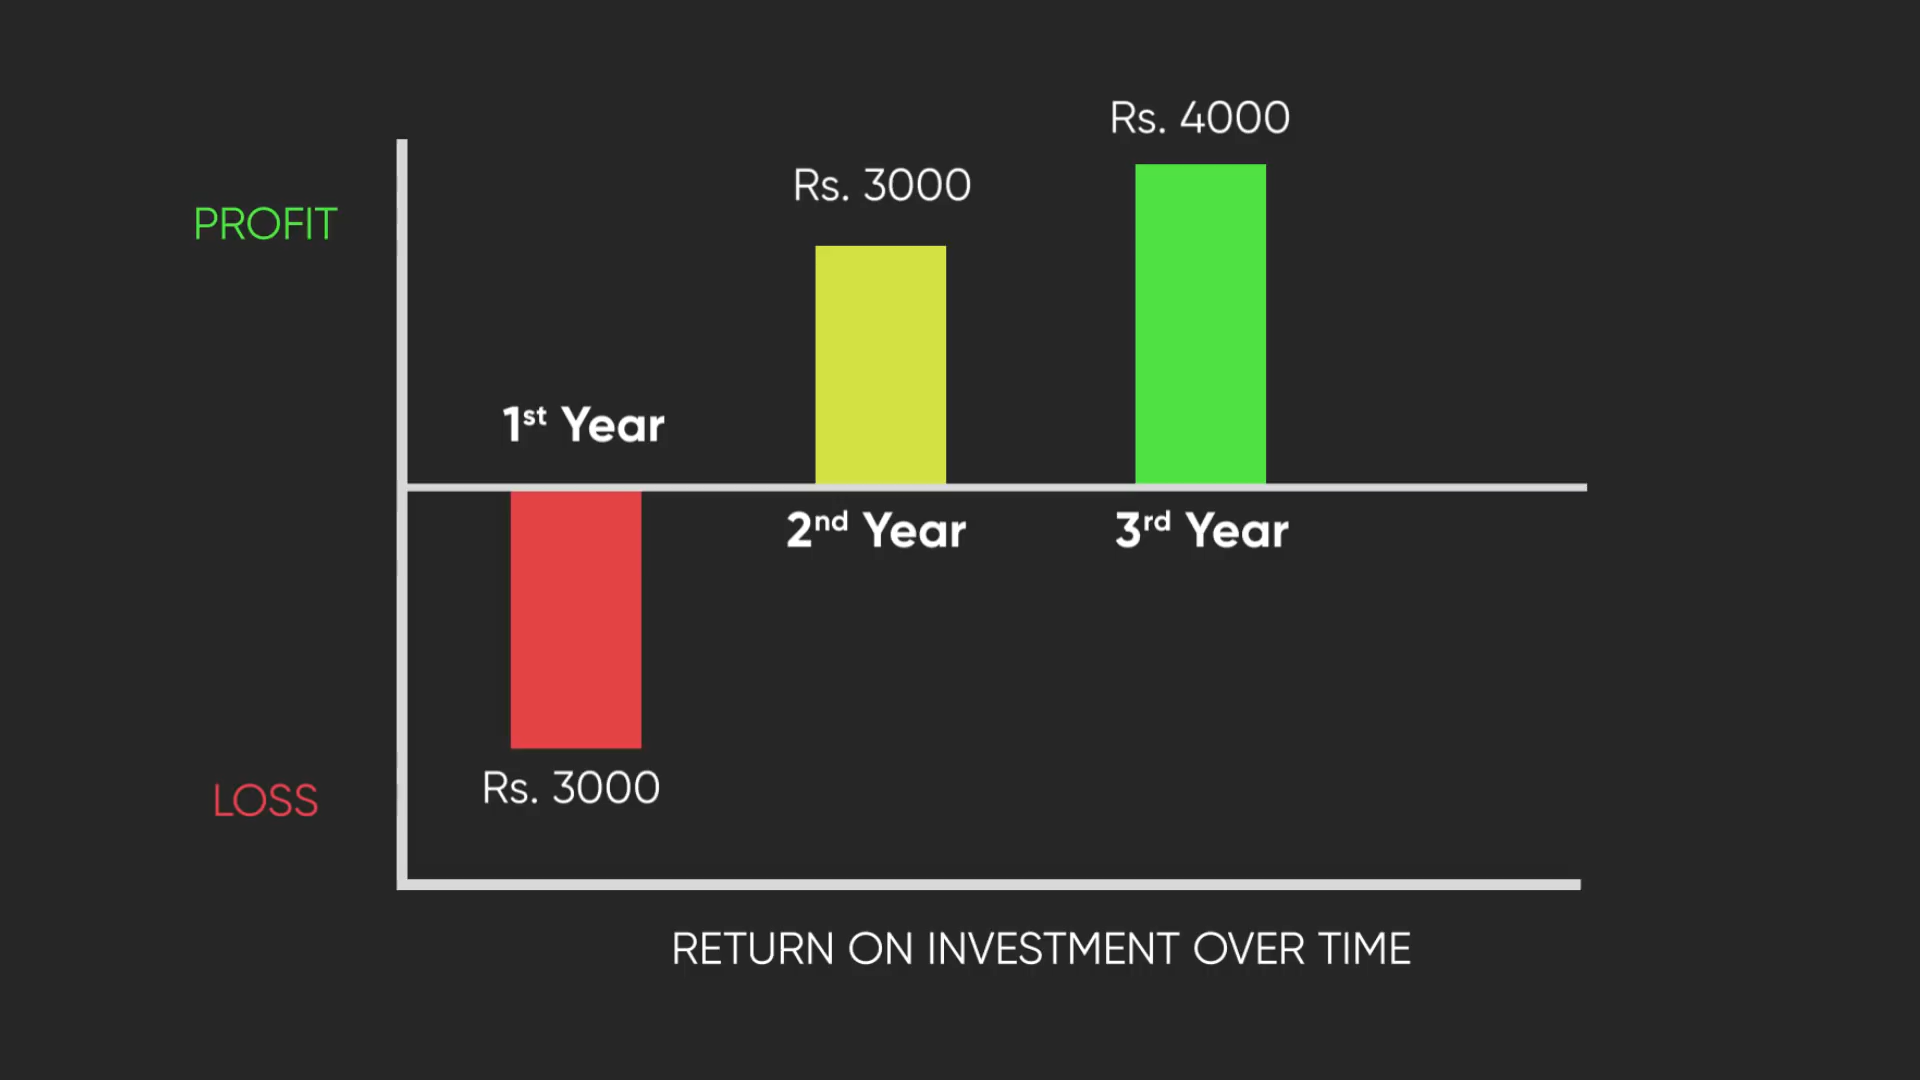 Rs. 4000
Rs. 3000
PROFIT
1st Year
2nd Year
3rd Year
Rs. 3000
LOSS
RETURN ON INVESTMENT OVER TIME